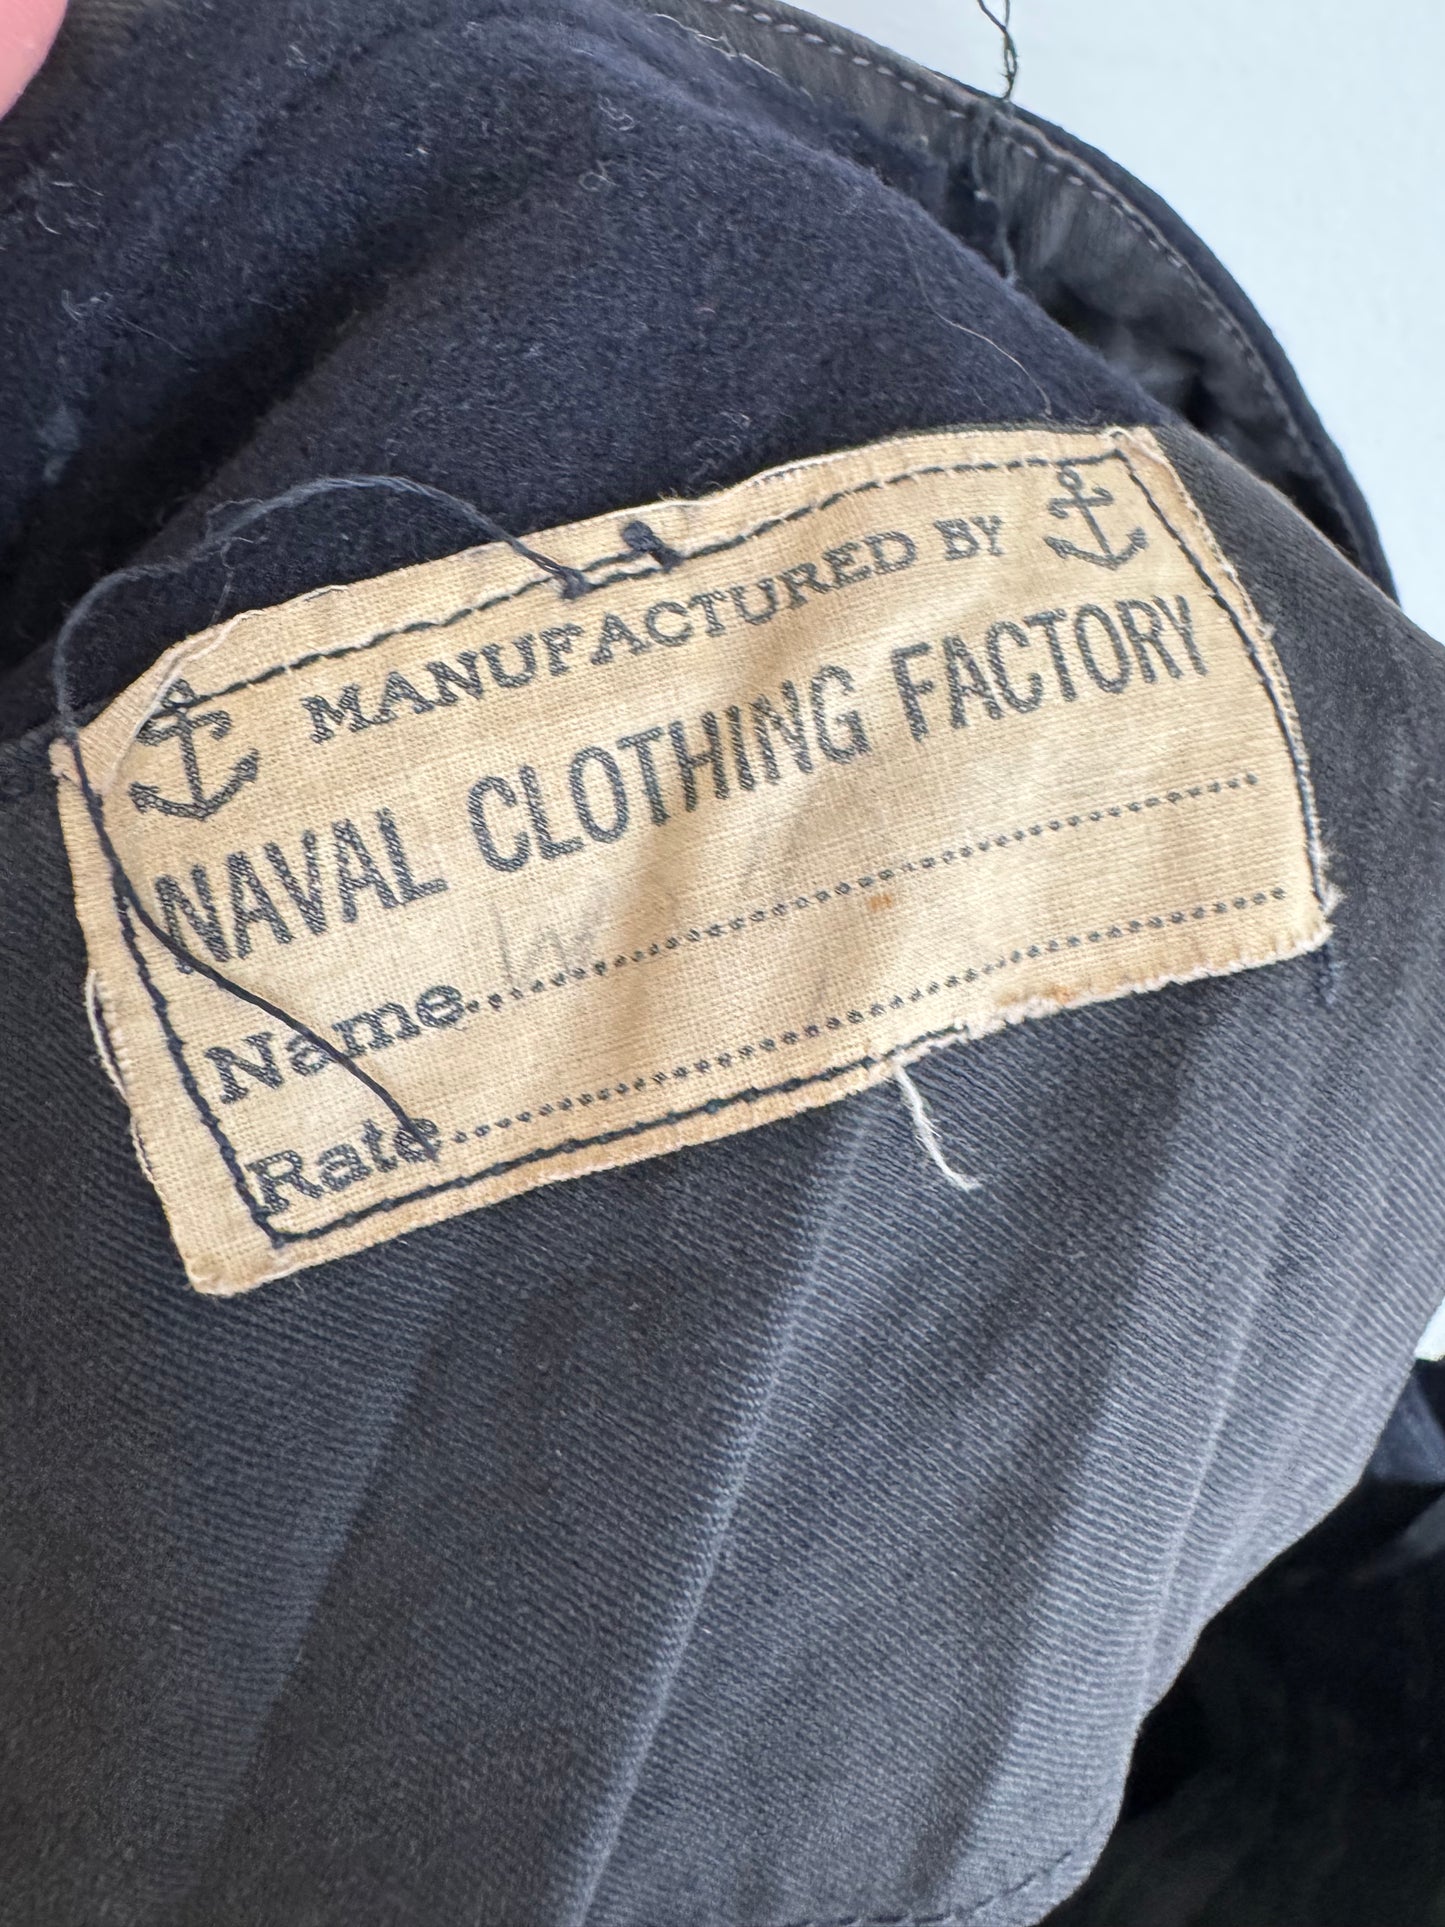 MANUFACTURED BY
NAVAL CLOTHING FACTORY
Name..............................
Rate..............................